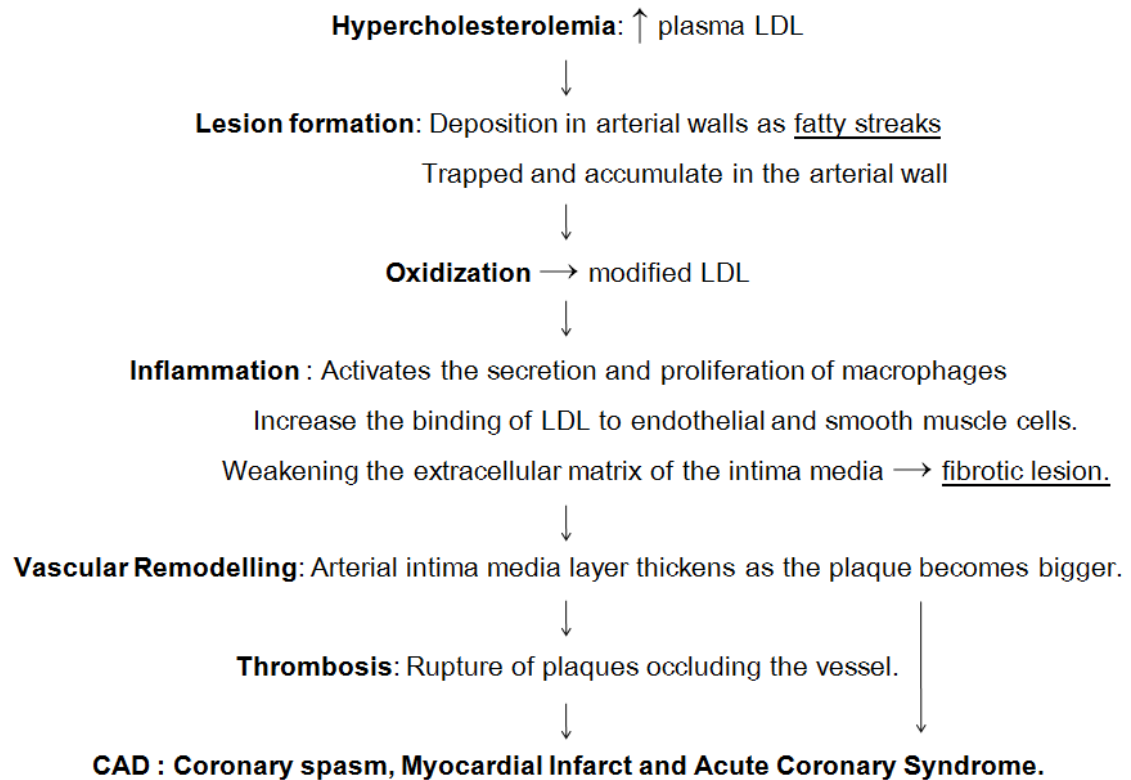 Hypercholesterolemia: ↑ plasma LDL
Lesion formation: Deposition in arterial walls as fatty streaks
Trapped and accumulate in the arterial wall
Oxidization → modified LDL
Inflammation : Activates the secretion and proliferation of macrophages
Increase the binding of LDL to endothelial and smooth muscle cells.
Weakening the extracellular matrix of the intima media → fibrotic lesion.
Vascular Remodelling: Arterial intima media layer thickens as the plaque becomes bigger.
Thrombosis: Rupture of plaques occluding the vessel.
CAD : Coronary spasm, Myocardial Infarct and Acute Coronary Syndrome.